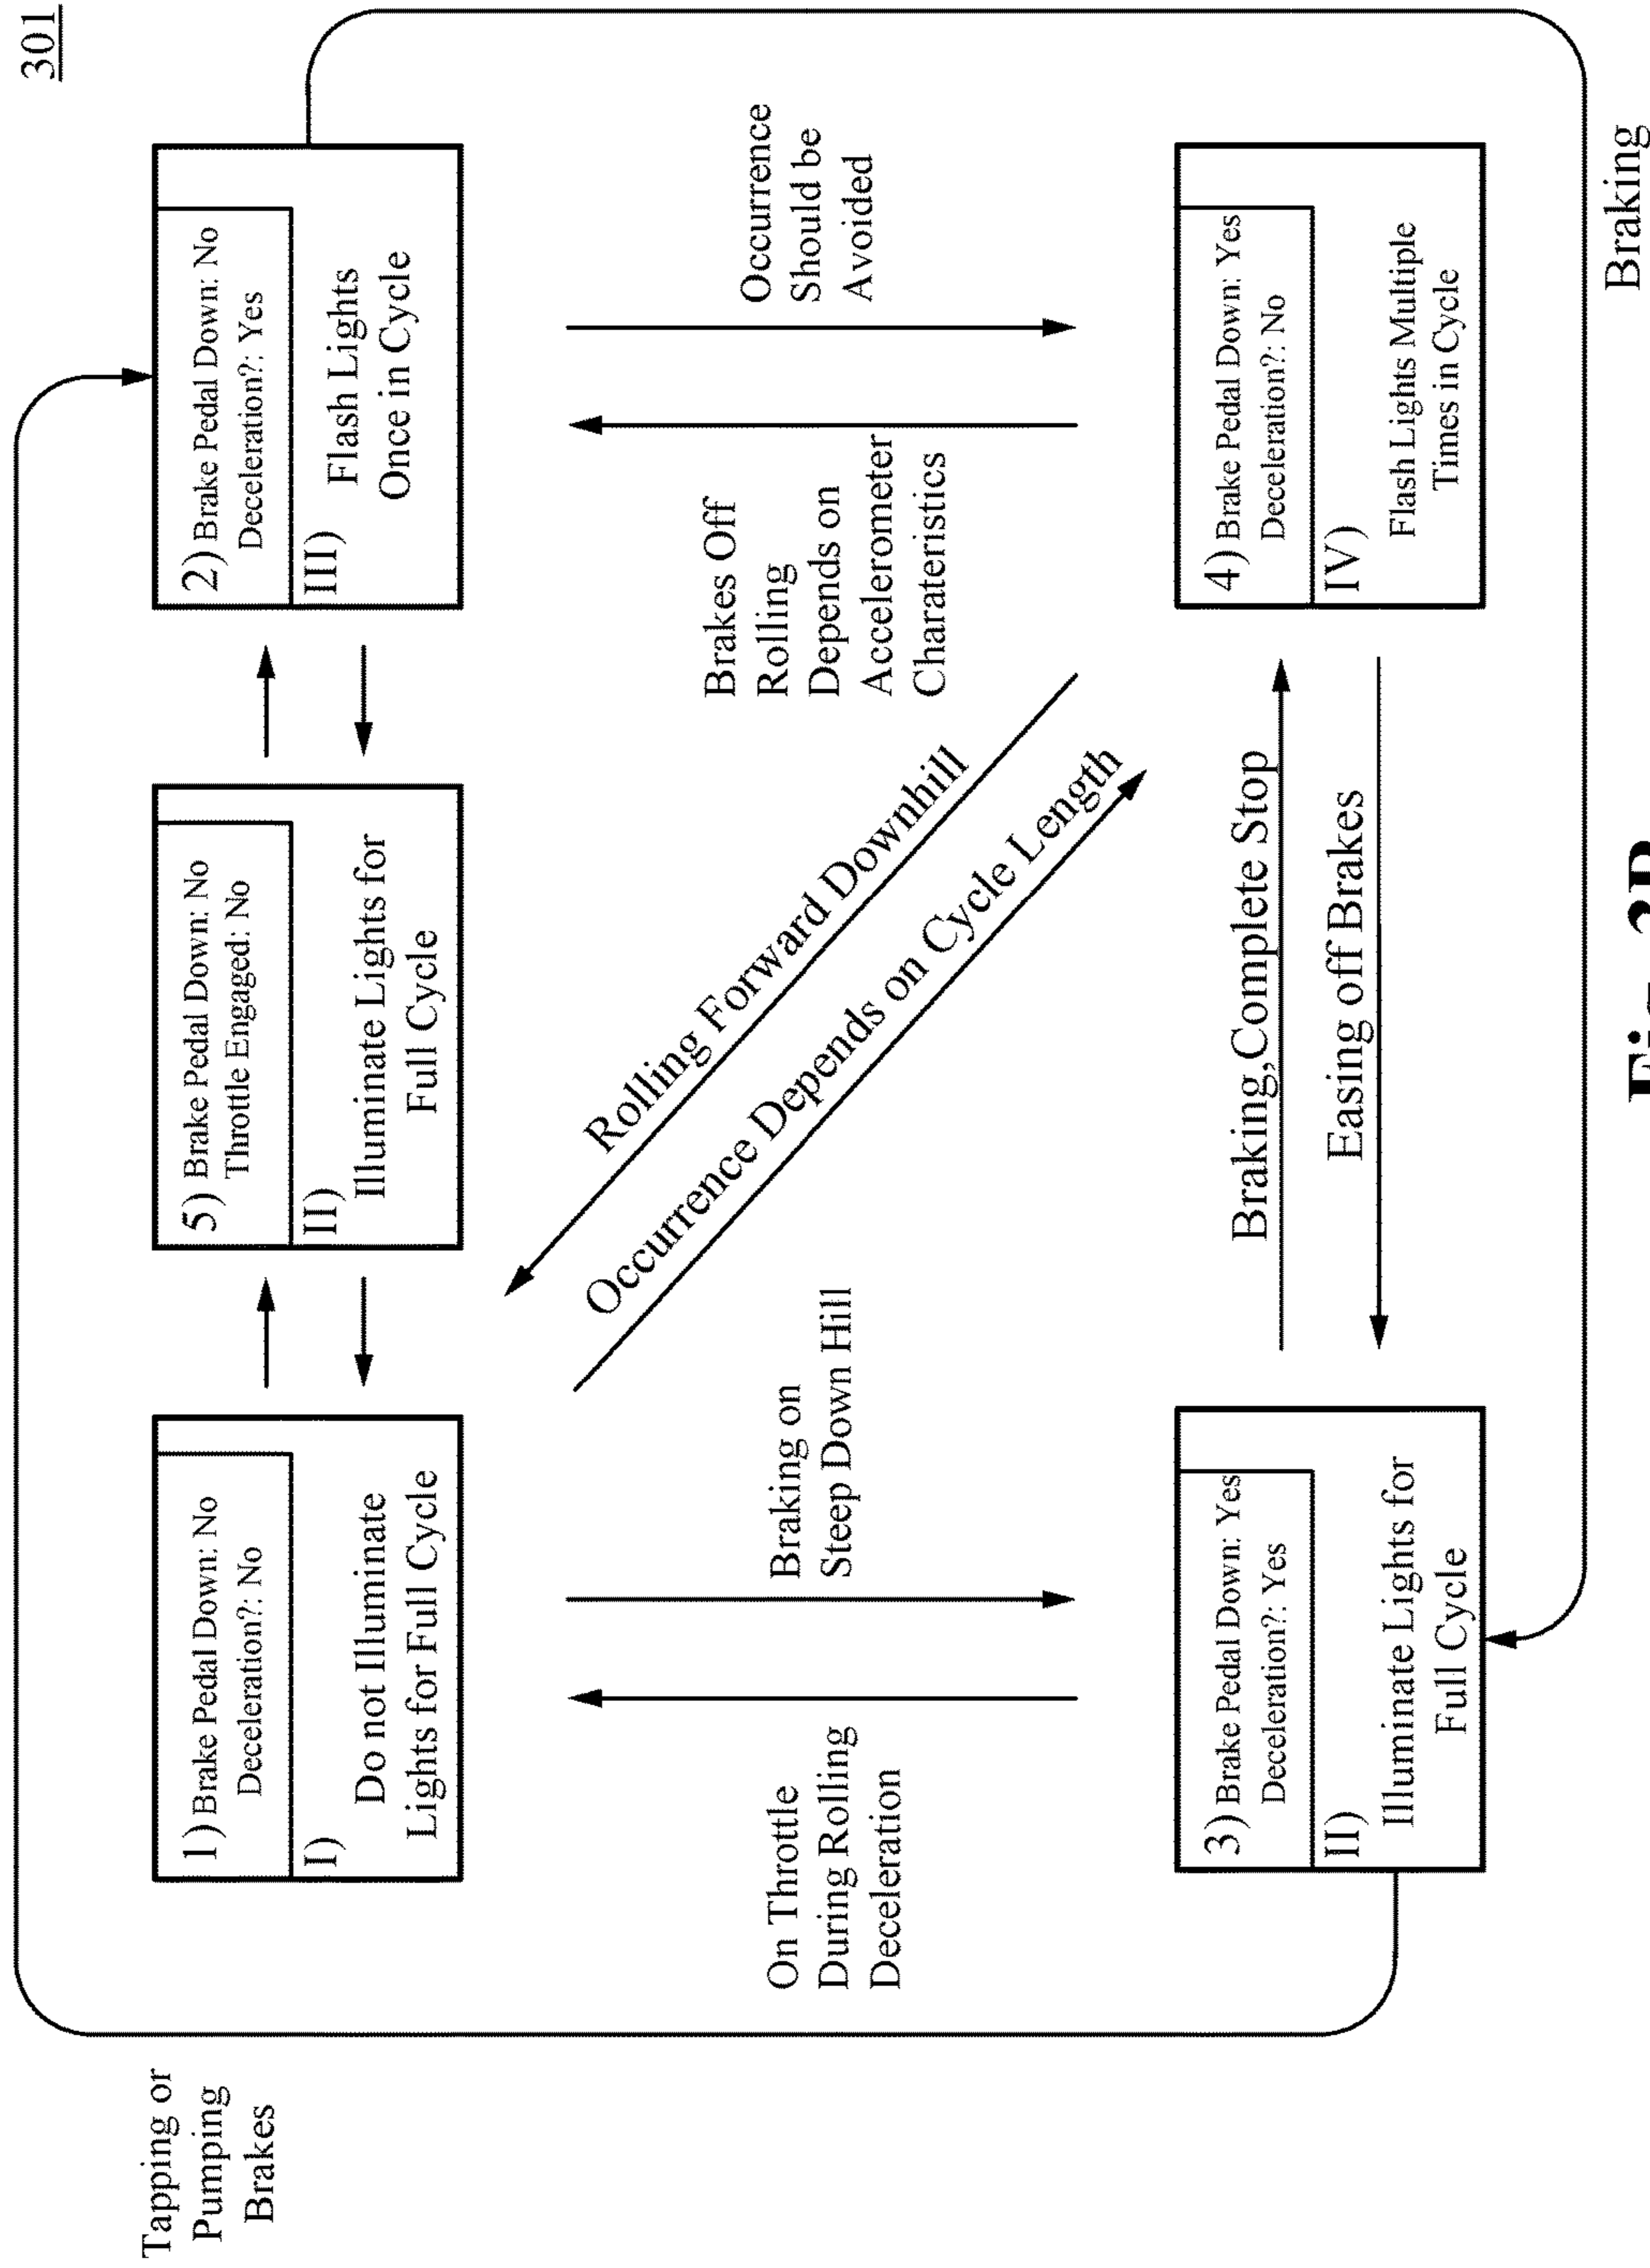 301
Tapping or
Pumping
Brakes
1) Brake Pedal Down: No
Deceleration?: No
I)
Do not Illuminate
Lights for Full Cycle
5) Brake Pedal Down: No
Throttle Engaged: No
II)
Illuminate Lights for
Full Cycle
2) Brake Pedal Down: No
Deceleration?: Yes
III)
Flash Lights
Once in Cycle
On Throttle
During Rolling
Deceleration
Braking on
Steep Down Hill
Rolling Forward Downhill
Occurrence Depends on Cycle Length
Brakes Off
Rolling
Depends on
Accelerometer
Charateristics
Occurrence
Should be
Avoided
3) Brake Pedal Down: Yes
Deceleration?: Yes
II)
Illuminate Lights for
Full Cycle
Braking,Complete Stop
Easing off Brakes
4) Brake Pedal Down: Yes
Deceleration?: No
IV)
Flash Lights Multiple
Times in Cycle
Braking